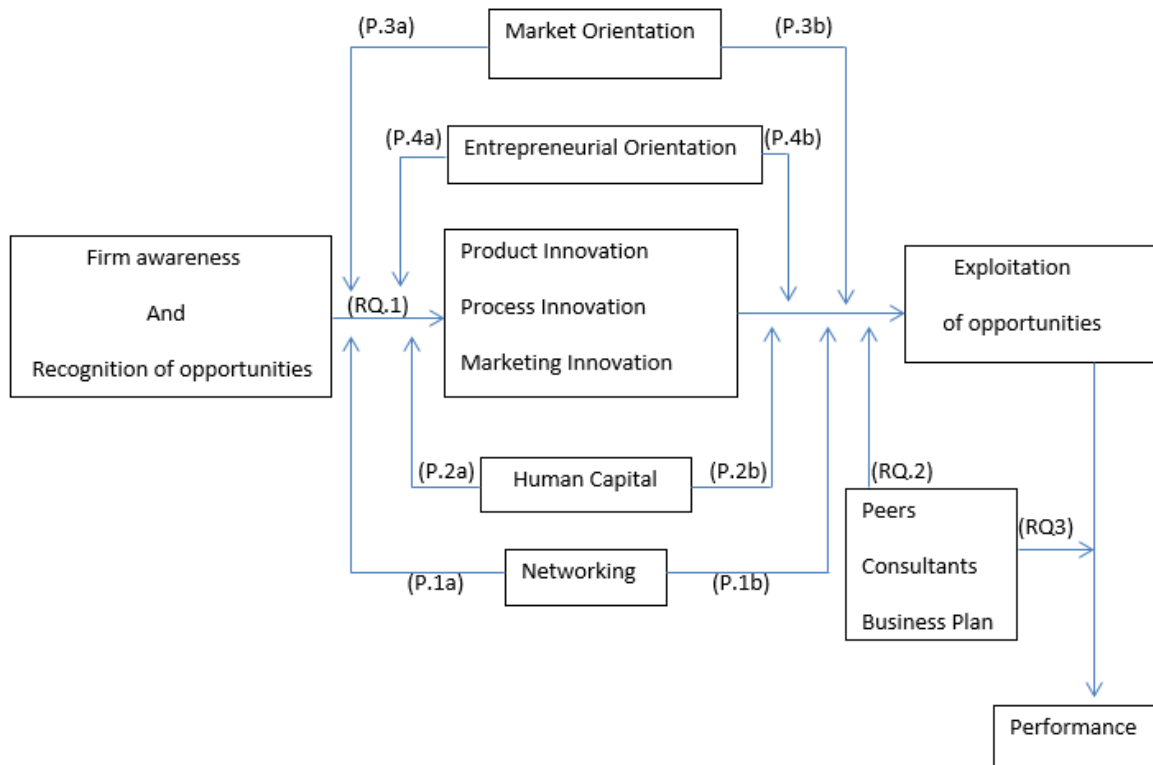 (P.3a)
Market Orientation
(P.3b)
(P.4a)
Entrepreneurial Orientation
(P.4b)
Firm awareness
And
Recognition of opportunities
(RQ.1)
Product Innovation
Process Innovation
Marketing Innovation
Exploitation
of opportunities
(P.2a)
Human Capital
(P.2b)
(RQ.2)
Peers
Consultants
Business Plan
(RQ3)
(P.1a)
Networking
(P.1b)
Performance